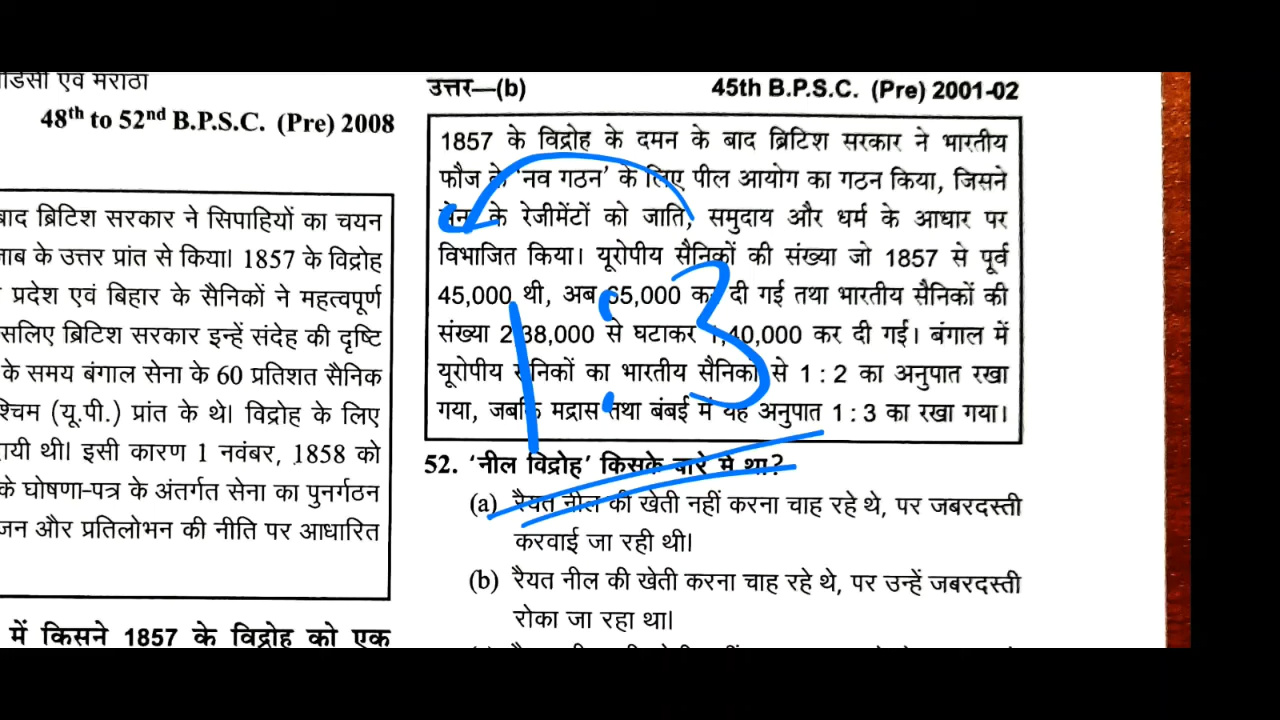 डिसी एवं मराठा
48th to 52nd B.P.S.C. (Pre) 2008
बाद ब्रिटिश सरकार ने सिपाहियों का चयन
जाब के उत्तर प्रांत से किया। 1857 के विद्रोह
प्रदेश एवं बिहार के सैनिकों ने महत्वपूर्ण
सलिए ब्रिटिश सरकार इन्हें संदेह की दृष्टि
के समय बंगाल सेना के 60 प्रतिशत सैनिक
श्चिम (यू.पी.) प्रांत के थे। विद्रोह के लिए
दायी थी। इसी कारण 1 नवंबर, 1858 को
के घोषणा-पत्र के अंतर्गत सेना का पुनर्गठन
जन और प्रतिलोभन की नीति पर आधारित
में किसने 1857 के विद्रोह को एक
उत्तर—(b) 45th B.P.S.C. (Pre) 2001-02
1857 के विद्रोह के दमन के बाद ब्रिटिश सरकार ने भारतीय
फौज के 'नव गठन' के लिए पील आयोग का गठन किया, जिसने
सेना के रेजीमेंटों को जाति, समुदाय और धर्म के आधार पर
विभाजित किया। यूरोपीय सैनिकों की संख्या जो 1857 से पूर्व
45,000 थी, अब 65,000 कर दी गई तथा भारतीय सैनिकों की
संख्या 2,38,000 से घटाकर 1,40,000 कर दी गई। बंगाल में
यूरोपीय सैनिकों का भारतीय सैनिकों से 1 : 2 का अनुपात रखा
गया, जबकि मद्रास तथा बंबई में यह अनुपात 1 : 3 का रखा गया।
1:3
52. 'नील विद्रोह' किसके बारे में था?
(a) रैयत नील की खेती नहीं करना चाह रहे थे, पर जबरदस्ती
करवाई जा रही थी।
(b) रैयत नील की खेती करना चाह रहे थे, पर उन्हें जबरदस्ती
रोका जा रहा था।